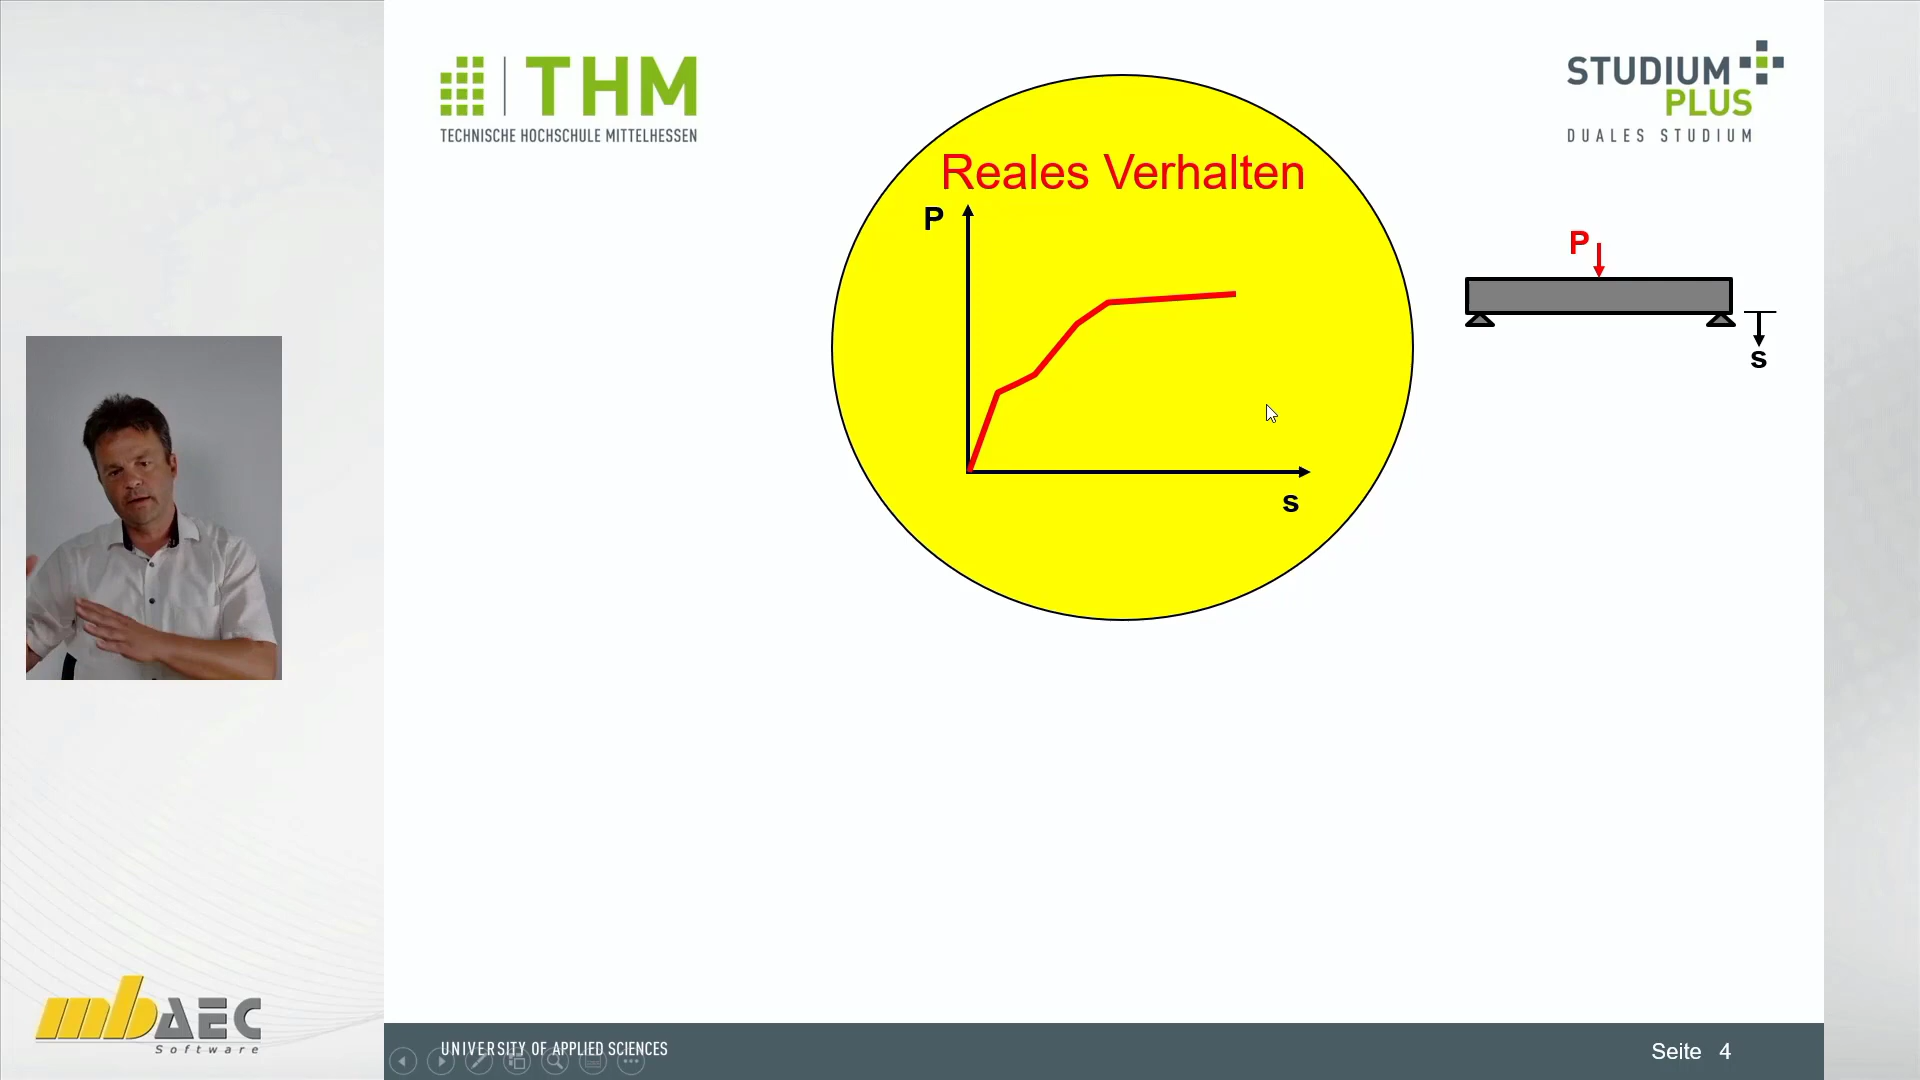 THM
TECHNISCHE HOCHSCHULE MITTELHESSEN
STUDIUM
PLUS
DUALES STUDIUM
Reales Verhalten
P
s
P
s
mbAEC
Software
UNIVERSITY OF APPLIED SCIENCES
Seite 4